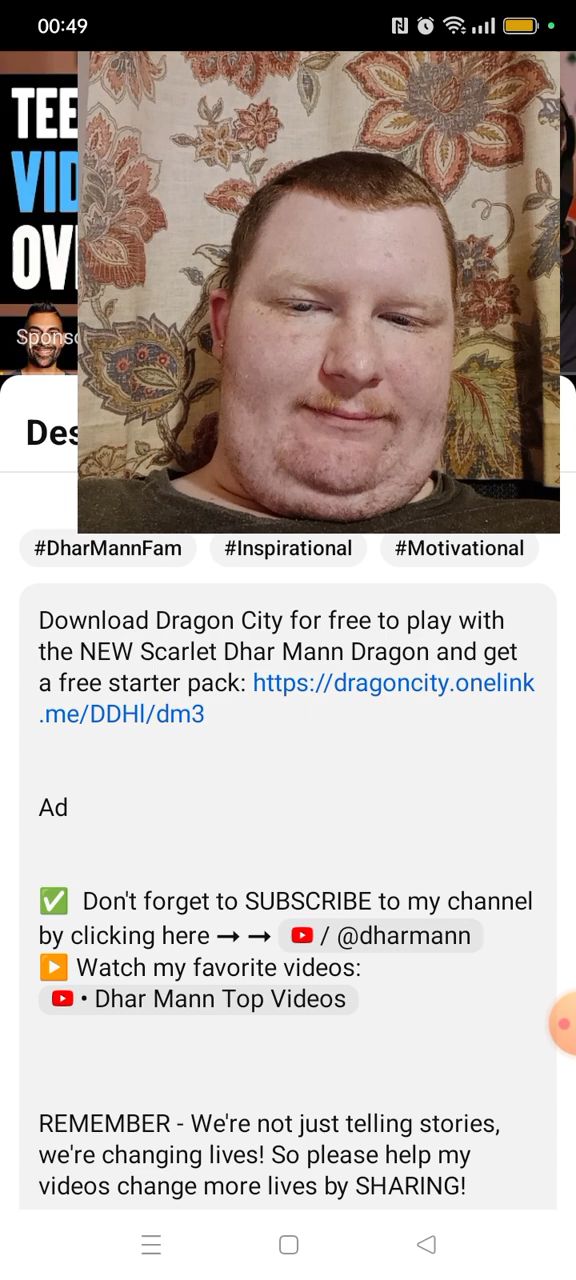 00:49
TEE
VID
OV
Sponso
Des
#DharMannFam #Inspirational #Motivational
Download Dragon City for free to play with
the NEW Scarlet Dhar Mann Dragon and get
a free starter pack: https://dragoncity.onelink
.me/DDHl/dm3
Ad
✅ Don't forget to SUBSCRIBE to my channel
by clicking here ➞ ➞ / @dharmann
▶️ Watch my favorite videos:
• Dhar Mann Top Videos
REMEMBER - We're not just telling stories,
we're changing lives! So please help my
videos change more lives by SHARING!